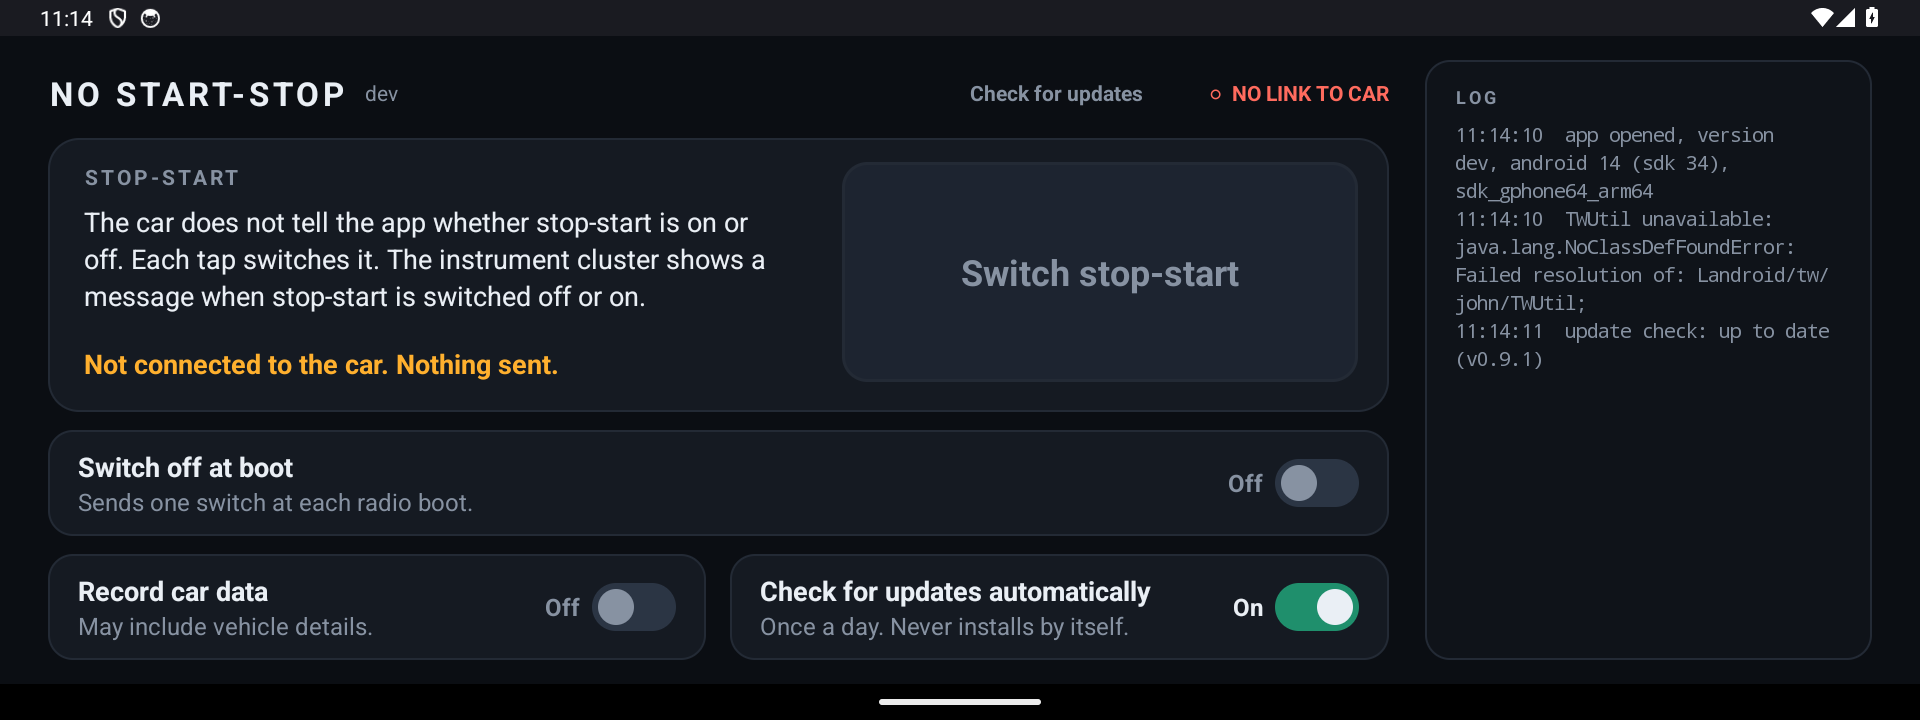 11:14
NO START-STOP dev
Check for updates
NO LINK TO CAR
STOP-START
The car does not tell the app whether stop-start is on or
off. Each tap switches it. The instrument cluster shows a
message when stop-start is switched off or on.
Not connected to the car. Nothing sent.
Switch stop-start
Switch off at boot
Sends one switch at each radio boot.
Off
Record car data
May include vehicle details.
Off
Check for updates automatically
Once a day. Never installs by itself.
On
LOG
11:14:10 app opened, version
dev, android 14 (sdk 34),
sdk_gphone64_arm64
11:14:10 TWUtil unavailable:
java.lang.NoClassDefFoundError:
Failed resolution of: Landroid/tw/
john/TWUtil;
11:14:11 update check: up to date
(v0.9.1)